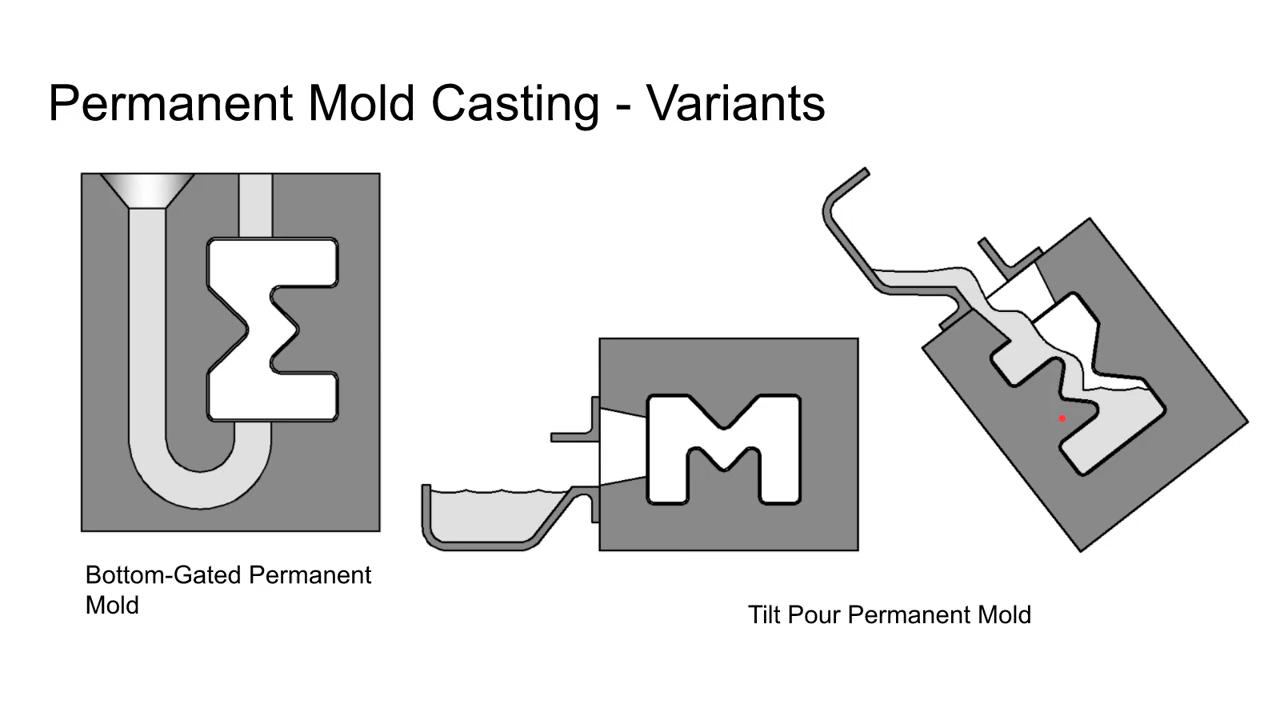 Permanent Mold Casting - Variants
Bottom-Gated Permanent
Mold
Tilt Pour Permanent Mold